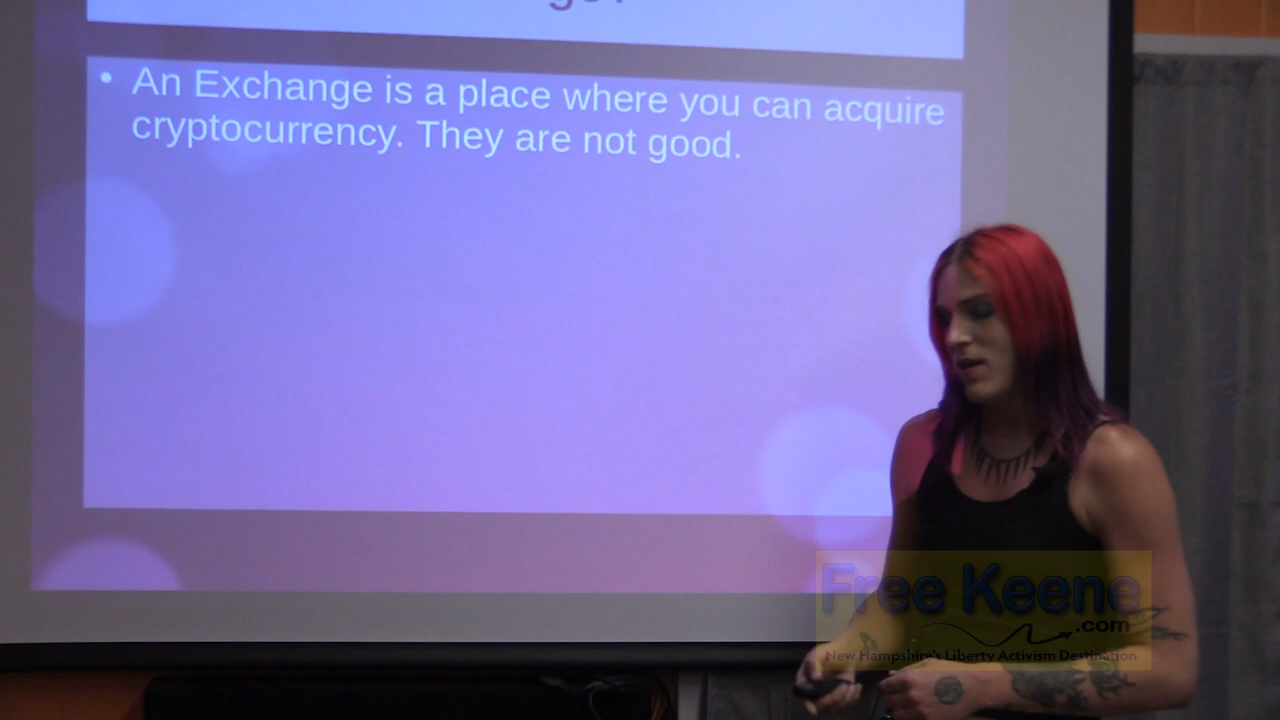 • An Exchange is a place where you can acquire
cryptocurrency. They are not good.
Free Keene
.com
New Hampshire's Liberty Activism Destination